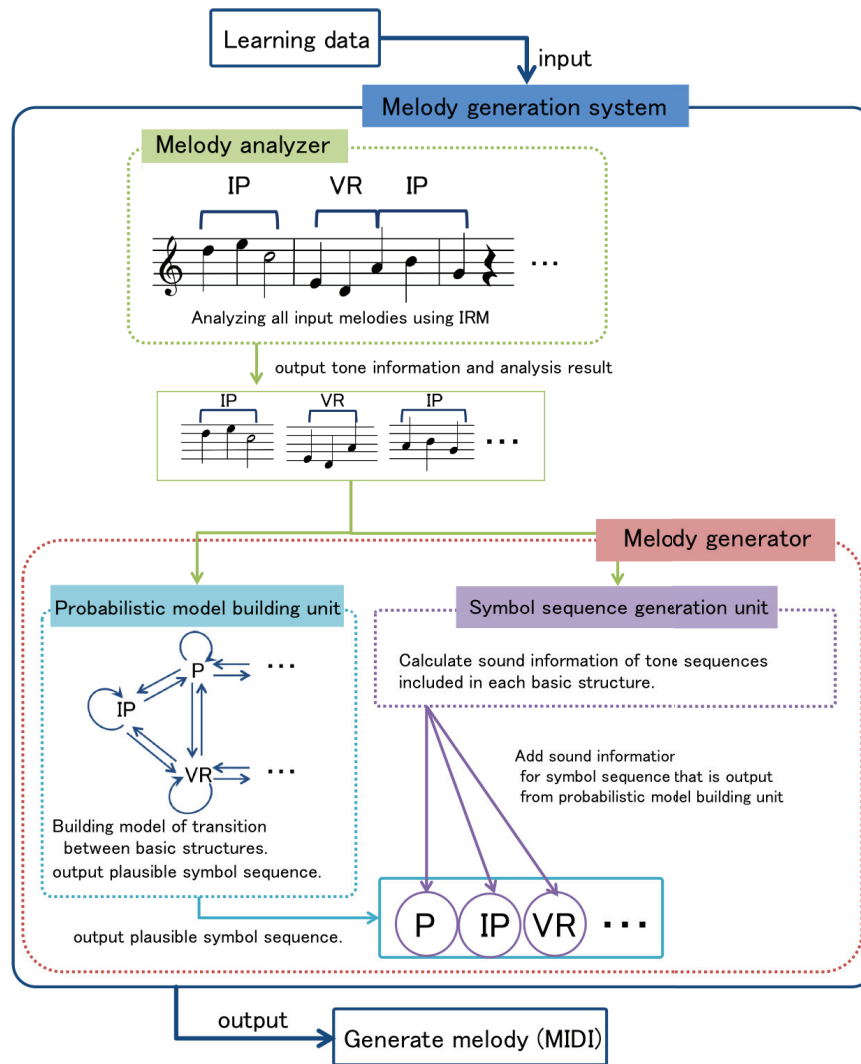 Learning data
input
Melody generation system
Melody analyzer
IP
VR
IP
...
Analyzing all input melodies using IRM
output tone information and analysis result
IP
VR
IP
...
Melody generator
Probabilistic model building unit
Symbol sequence generation unit
P
...
IP
VR
...
Building model of transition
between basic structures.
output plausible symbol sequence.
Calculate sound information of tone sequences
included in each basic structure.
Add sound informatior
for symbol sequence that is output
from probabilistic model building unit
output plausible symbol sequence.
P
IP
VR
...
output
Generate melody (MIDI)